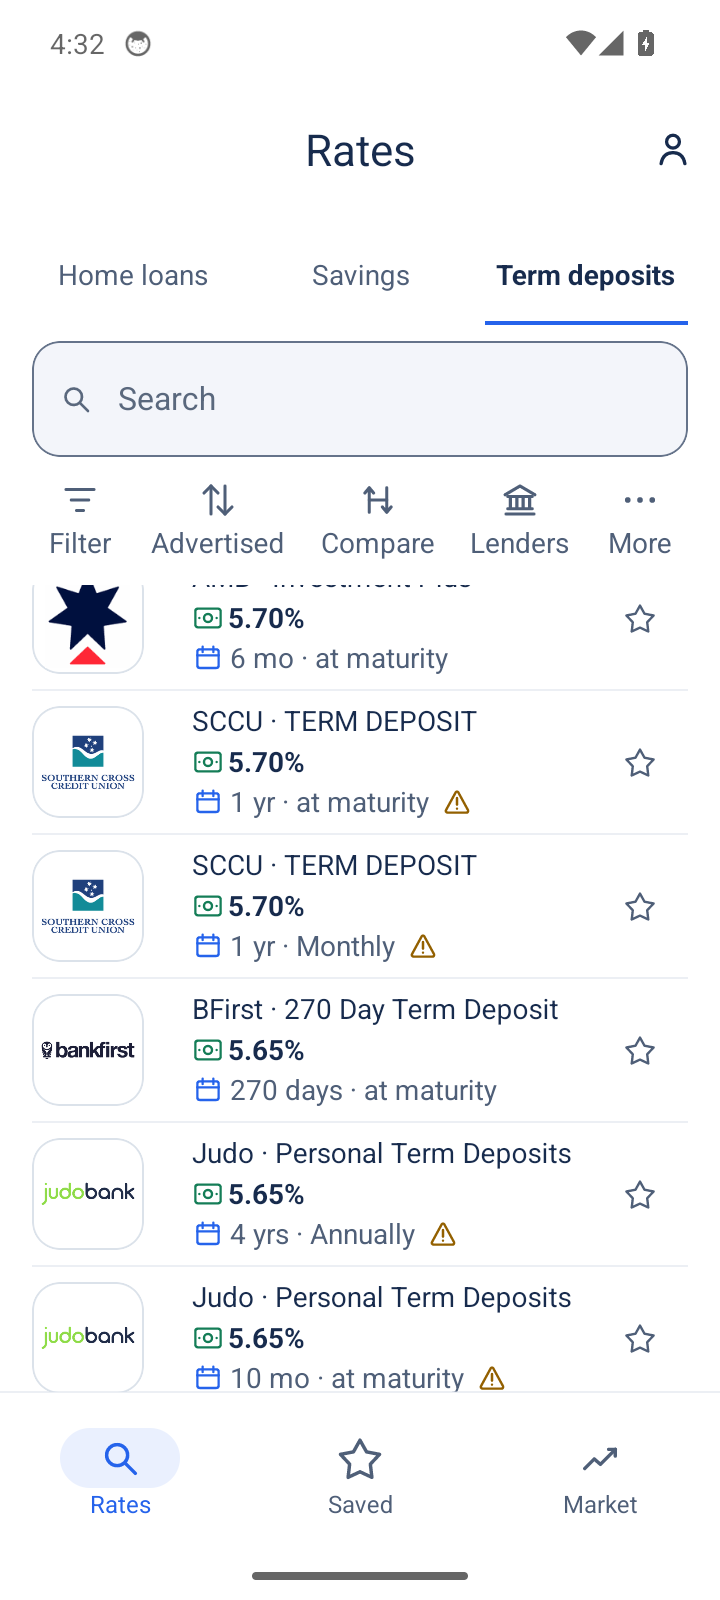 4:32
Rates
Home loans
Savings
Term deposits
Search
Filter
Advertised
Compare
Lenders
More
5.70%
6 mo · at maturity
SOUTHERN CROSS
CREDIT UNION
SCCU · TERM DEPOSIT
5.70%
1 yr · at maturity
SOUTHERN CROSS
CREDIT UNION
SCCU · TERM DEPOSIT
5.70%
1 yr · Monthly
bankfirst
BFirst · 270 Day Term Deposit
5.65%
270 days · at maturity
judobank
Judo · Personal Term Deposits
5.65%
4 yrs · Annually
judobank
Judo · Personal Term Deposits
5.65%
10 mo · at maturity
Rates
Saved
Market